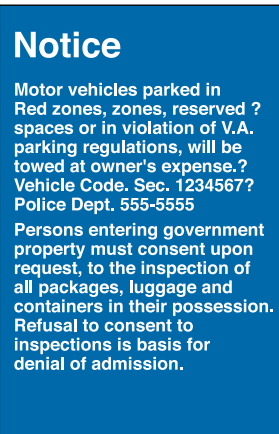 Notice
Motor vehicles parked in
Red zones, zones, reserved ?
spaces or in violation of V.A.
parking regulations, will be
towed at owner's expense.?
Vehicle Code. Sec. 1234567?
Police Dept. 555-5555
Persons entering government
property must consent upon
request, to the inspection of
all packages, luggage and
containers in their possession.
Refusal to consent to
inspections is basis for
denial of admission.